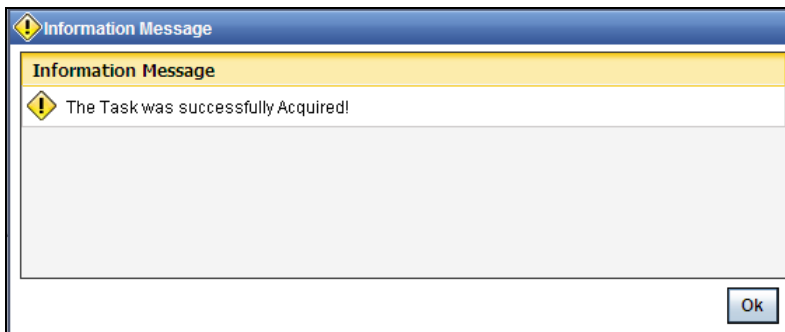 Information Message
Information Message
The Task was successfully Acquired!
Ok